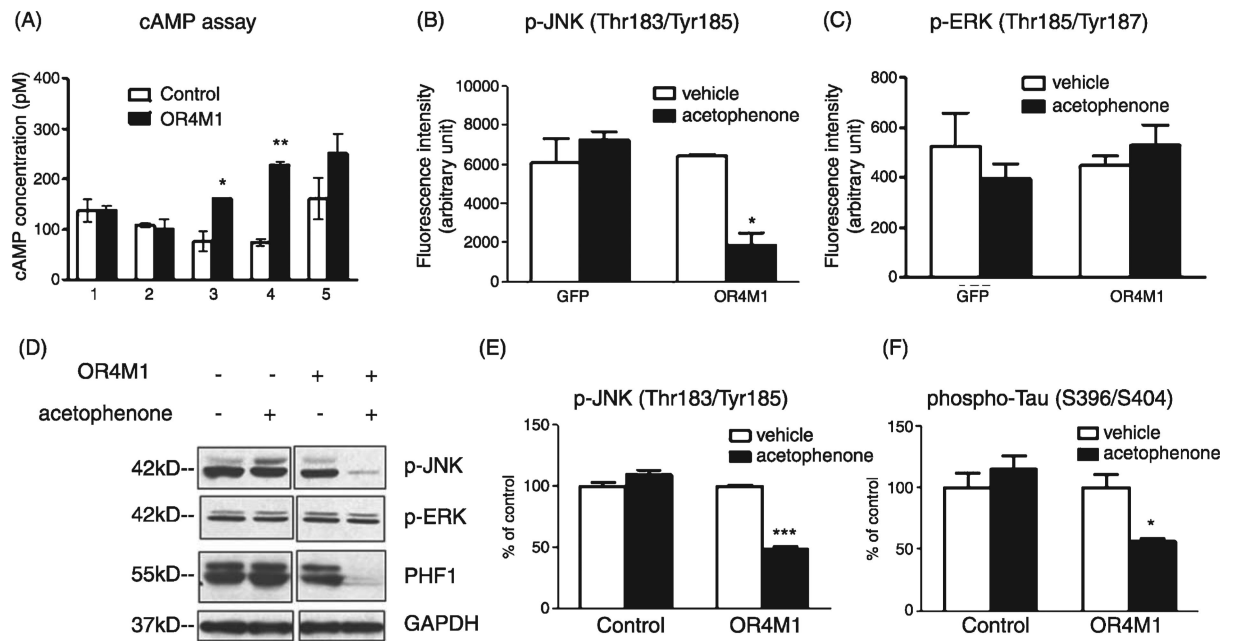 (A) cAMP assay
cAMP concentration (pM)
400
300
200
100
0
Control
OR4M1
*
**
1 2 3 4 5
(B) p-JNK (Thr183/Tyr185)
Fluorescence intensity
(arbitrary unit)
10000
8000
6000
4000
2000
0
vehicle
acetophenone
*
GFP OR4M1
(C) p-ERK (Thr185/Tyr187)
Fluorescence intensity
(arbitrary unit)
800
600
400
200
0
vehicle
acetophenone
GFP OR4M1
(D)
OR4M1 - - + +
acetophenone - + - +
42kD-- p-JNK
42kD-- p-ERK
55kD-- PHF1
37kD-- GAPDH
(E)
p-JNK (Thr183/Tyr185)
% of control
150
100
50
0
vehicle
acetophenone
***
Control OR4M1
(F)
phospho-Tau (S396/S404)
% of control
150
100
50
0
vehicle
acetophenone
*
Control OR4M1